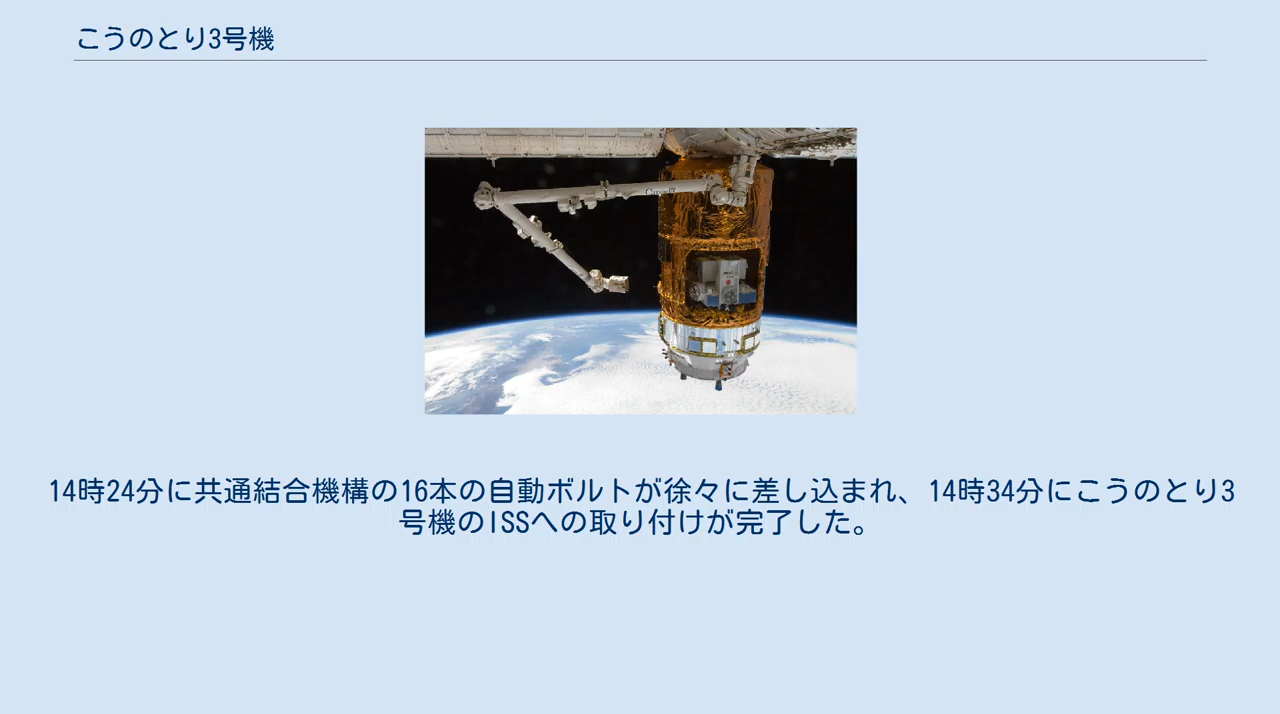 こうのとり3号機
14時24分に共通結合機構の16本の自動ボルトが徐々に差し込まれ、14時34分にこうのとり3
号機のISSへの取り付けが完了した。